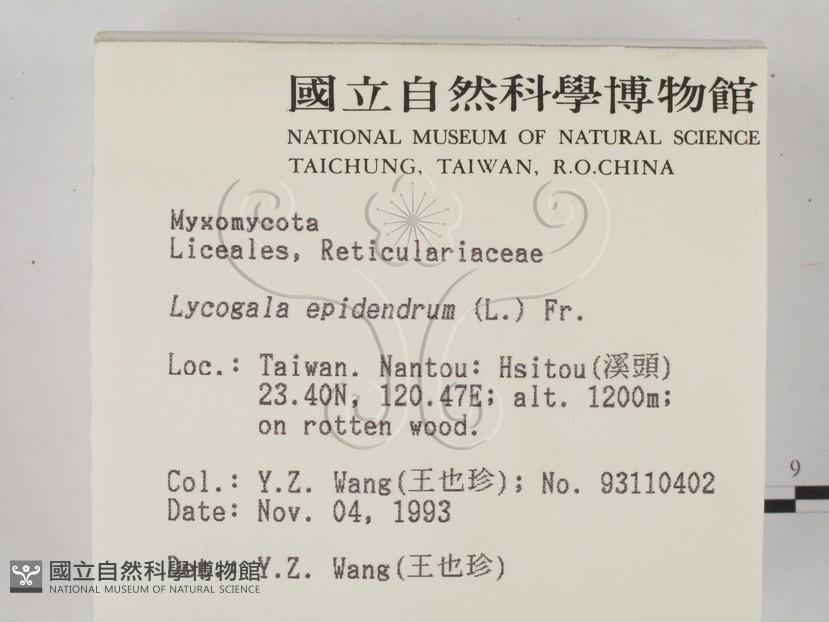 國立自然科學博物館
NATIONAL MUSEUM OF NATURAL SCIENCE
TAICHUNG, TAIWAN, R.O.CHINA
Myxomycota
Liceales, Reticulariaceae
Lycogala epidendrum (L.) Fr.
Loc.: Taiwan. Nantou: Hsitou(溪頭)
23.40N, 120.47E; alt. 1200m;
on rotten wood.
Col.: Y.Z. Wang(王也珍); No. 93110402
Date: Nov. 04, 1993
Det.: Y.Z. Wang(王也珍)
9
國立自然科學博物館
NATIONAL MUSEUM OF NATURAL SCIENCE